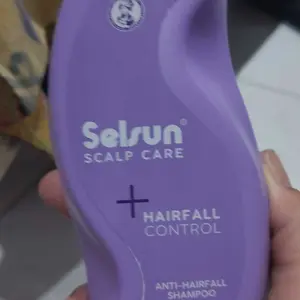 Selsun®
SCALP CARE
+ HAIRFALL
CONTROL
ANTI-HAIRFALL
SHAMPOO